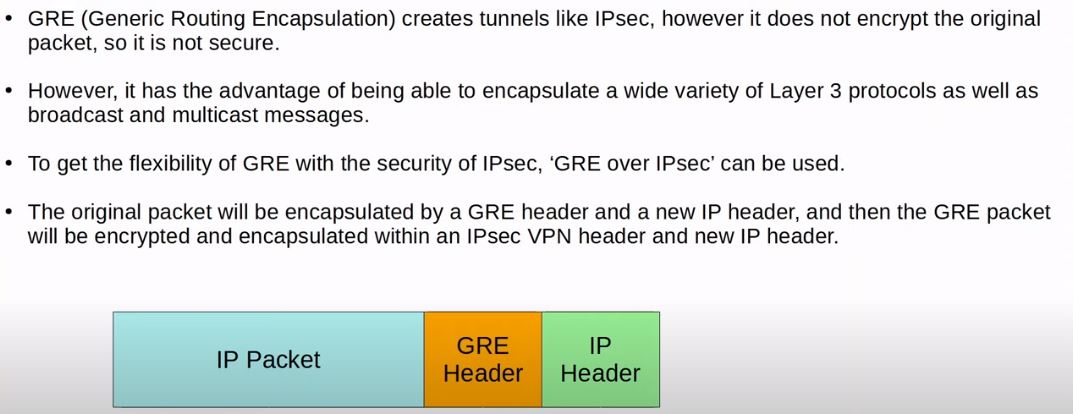 • GRE (Generic Routing Encapsulation) creates tunnels like IPsec, however it does not encrypt the original
packet, so it is not secure.
• However, it has the advantage of being able to encapsulate a wide variety of Layer 3 protocols as well as
broadcast and multicast messages.
• To get the flexibility of GRE with the security of IPsec, ‘GRE over IPsec’ can be used.
• The original packet will be encapsulated by a GRE header and a new IP header, and then the GRE packet
will be encrypted and encapsulated within an IPsec VPN header and new IP header.
IP Packet
GRE
Header
IP
Header